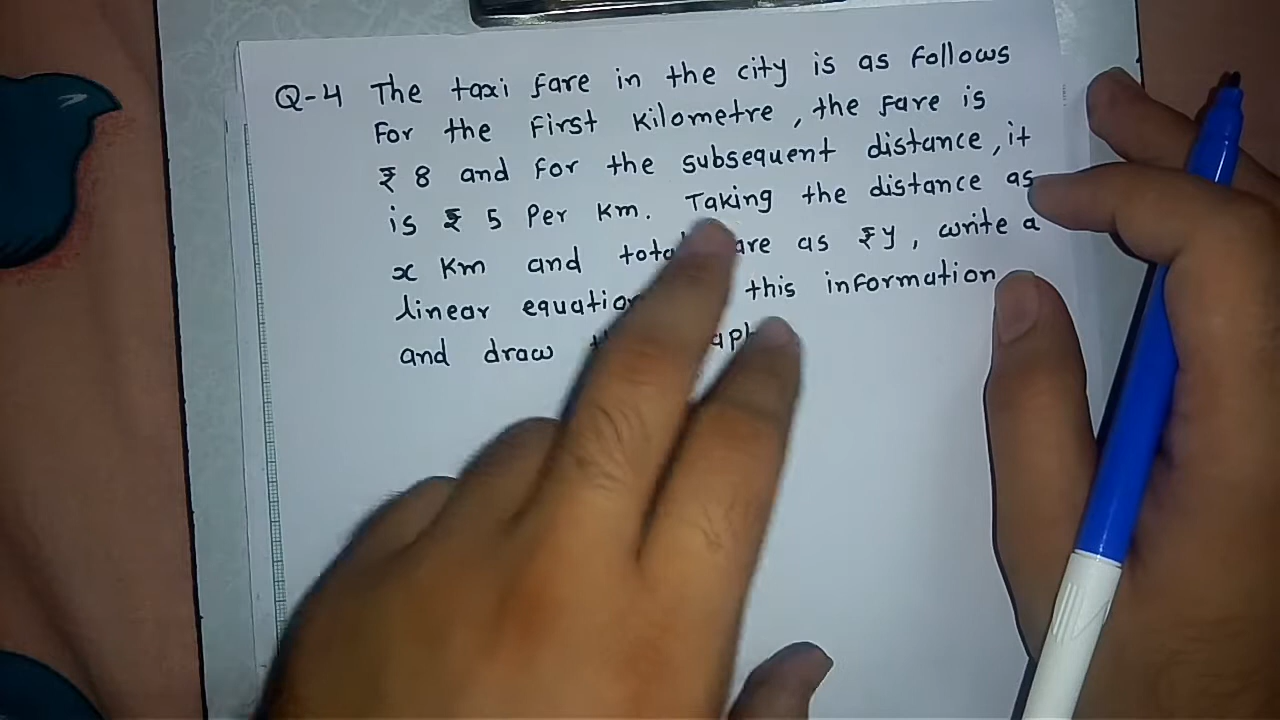 Q-4 The taxi fare in the city is as follows
For the first kilometre, the fare is
₹ 8 and for the subsequent distance, it
is ₹ 5 Per km. Taking the distance as
x km and are as ₹y, write a
linear this information
and draw